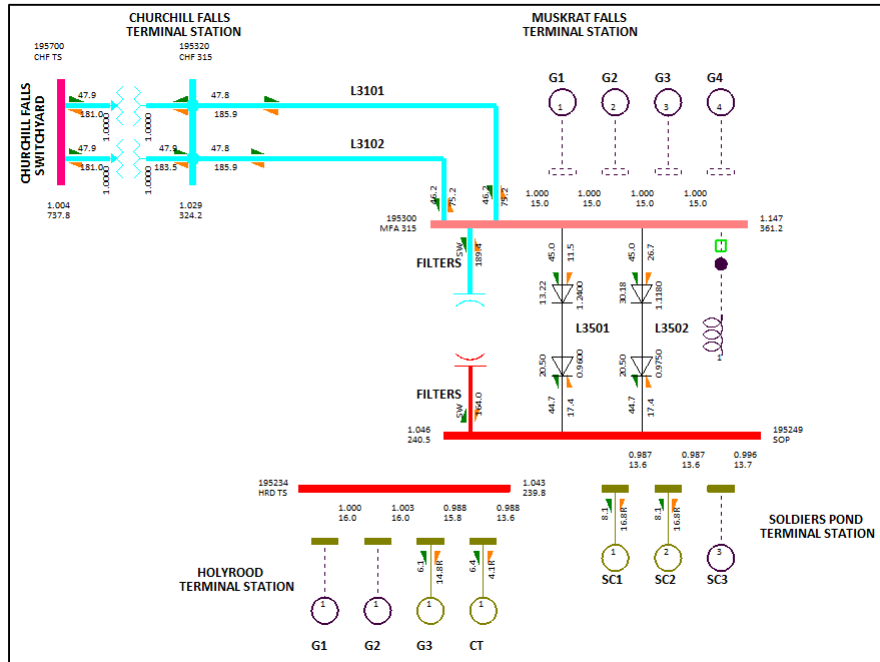 CHURCHILL FALLS
TERMINAL STATION
MUSKRAT FALLS
TERMINAL STATION
195700
CHF TS
195320
CHF 315
CHURCHILL FALLS
SWITCHYARD
47.9
181.0
1.0000
1.0000
47.8
185.9
L3101
47.9
181.0
1.0000
1.0000
47.9
183.5
47.8
185.9
L3102
1.004
737.8
1.029
324.2
G1
G2
G3
G4
1
2
3
4
46.2
75.2
46.2
75.2
1.000
15.0
1.000
15.0
1.000
15.0
1.000
15.0
195300
MFA 315
1.147
361.2
FILTERS
SW
189.4
45.0
11.5
13.22
1.2400
45.0
26.7
30.18
1.1180
L3501
L3502
1
20.50
0.9600
44.7
17.4
20.50
0.9750
44.7
17.4
FILTERS
SW
164.0
1.046
240.5
195249
SOP
195234
HRD TS
1.043
239.8
0.987
13.6
0.987
13.6
0.996
13.7
1.000
16.0
1.003
16.0
0.988
15.8
0.988
13.6
8.1
16.8R
8.1
16.8R
1
2
3
SC1
SC2
SC3
SOLDIERS POND
TERMINAL STATION
HOLYROOD
TERMINAL STATION
6.1
14.8R
6.4
4.1R
1
1
1
1
G1
G2
G3
CT